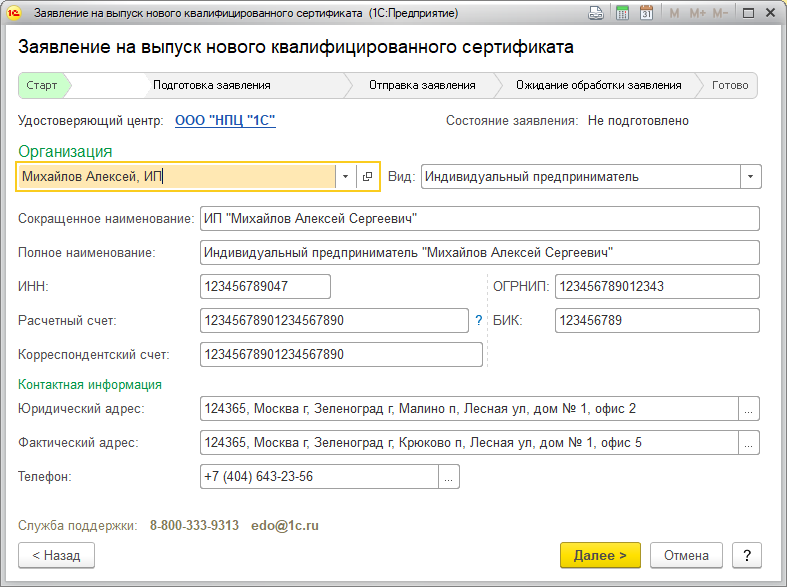 Заявление на выпуск нового квалифицированного сертификата (1С:Предприятие) M M+ M-
Заявление на выпуск нового квалифицированного сертификата
Старт Подготовка заявления Отправка заявления Ожидание обработки заявления Готово
Удостоверяющий центр: ООО "НПЦ "1С" Состояние заявления: Не подготовлено
Организация
Михайлов Алексей, ИП Вид: Индивидуальный предприниматель
Сокращенное наименование: ИП "Михайлов Алексей Сергеевич"
Полное наименование: Индивидуальный предприниматель "Михайлов Алексей Сергеевич"
ИНН: 123456789047 ОГРНИП: 123456789012343
Расчетный счет: 12345678901234567890 ? БИК: 123456789
Корреспондентский счет: 12345678901234567890
Контактная информация
Юридический адрес: 124365, Москва г, Зеленоград г, Малино п, Лесная ул, дом № 1, офис 2 ...
Фактический адрес: 124365, Москва г, Зеленоград г, Крюково п, Лесная ул, дом № 1, офис 5 ...
Телефон: +7 (404) 643-23-56 ...
Служба поддержки: 8-800-333-9313 edo@1c.ru
< Назад Далее > Отмена ?